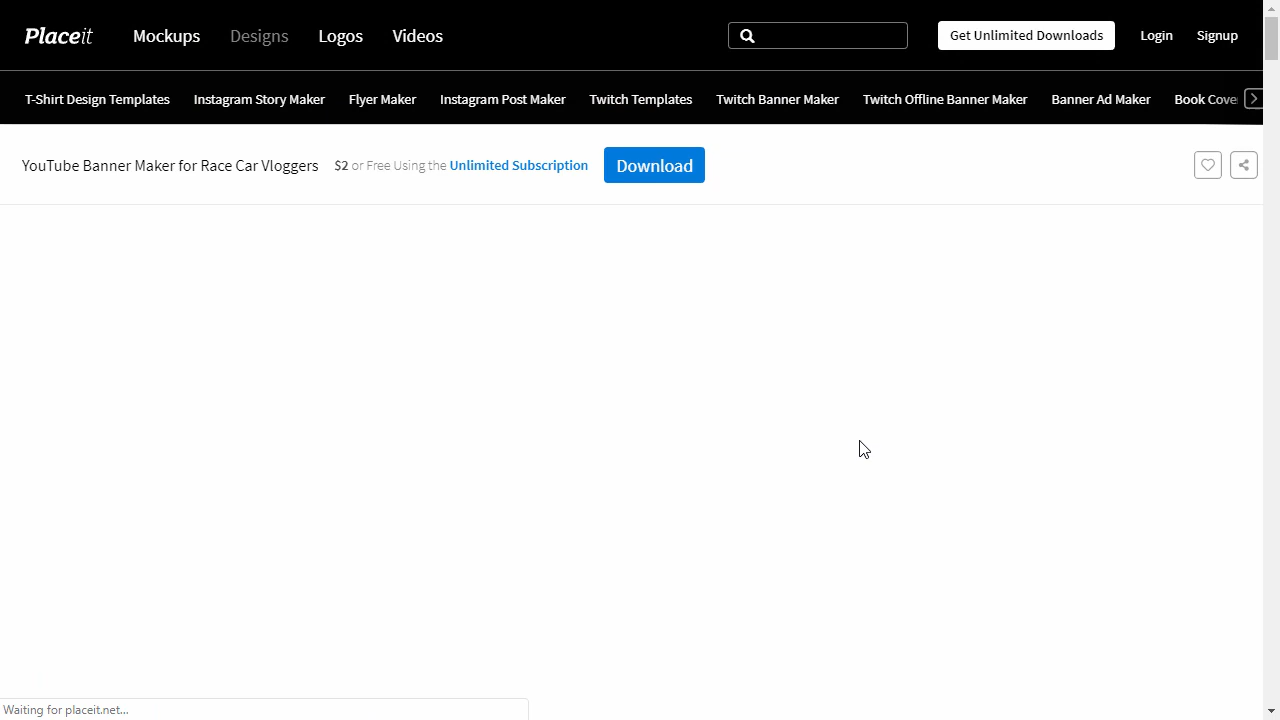 Placeit Mockups Designs Logos Videos Get Unlimited Downloads Login Signup
T-Shirt Design Templates Instagram Story Maker Flyer Maker Instagram Post Maker Twitch Templates Twitch Banner Maker Twitch Offline Banner Maker Banner Ad Maker Book Cove
YouTube Banner Maker for Race Car Vloggers $2 or Free Using the Unlimited Subscription Download
Waiting for placeit.net...